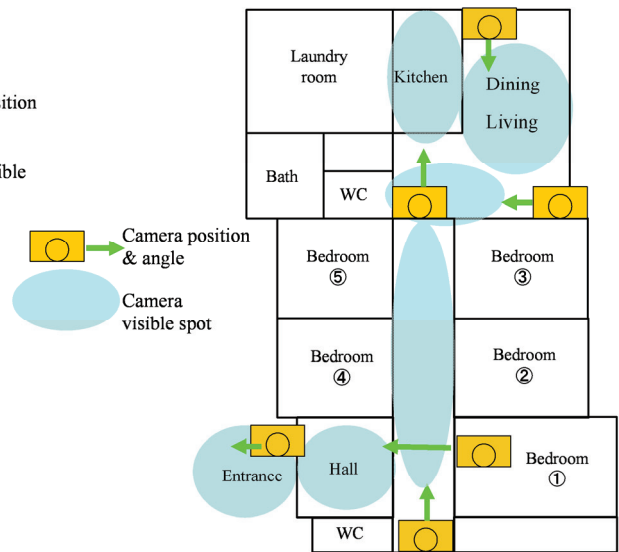 sition
ible
Camera position
& angle
Camera
visible spot
Laundry
room
Kitchen
Dining
Living
Bath
WC
Bedroom
⑤
Bedroom
③
Bedroom
④
Bedroom
②
Entrance
Hall
Bedroom
①
WC